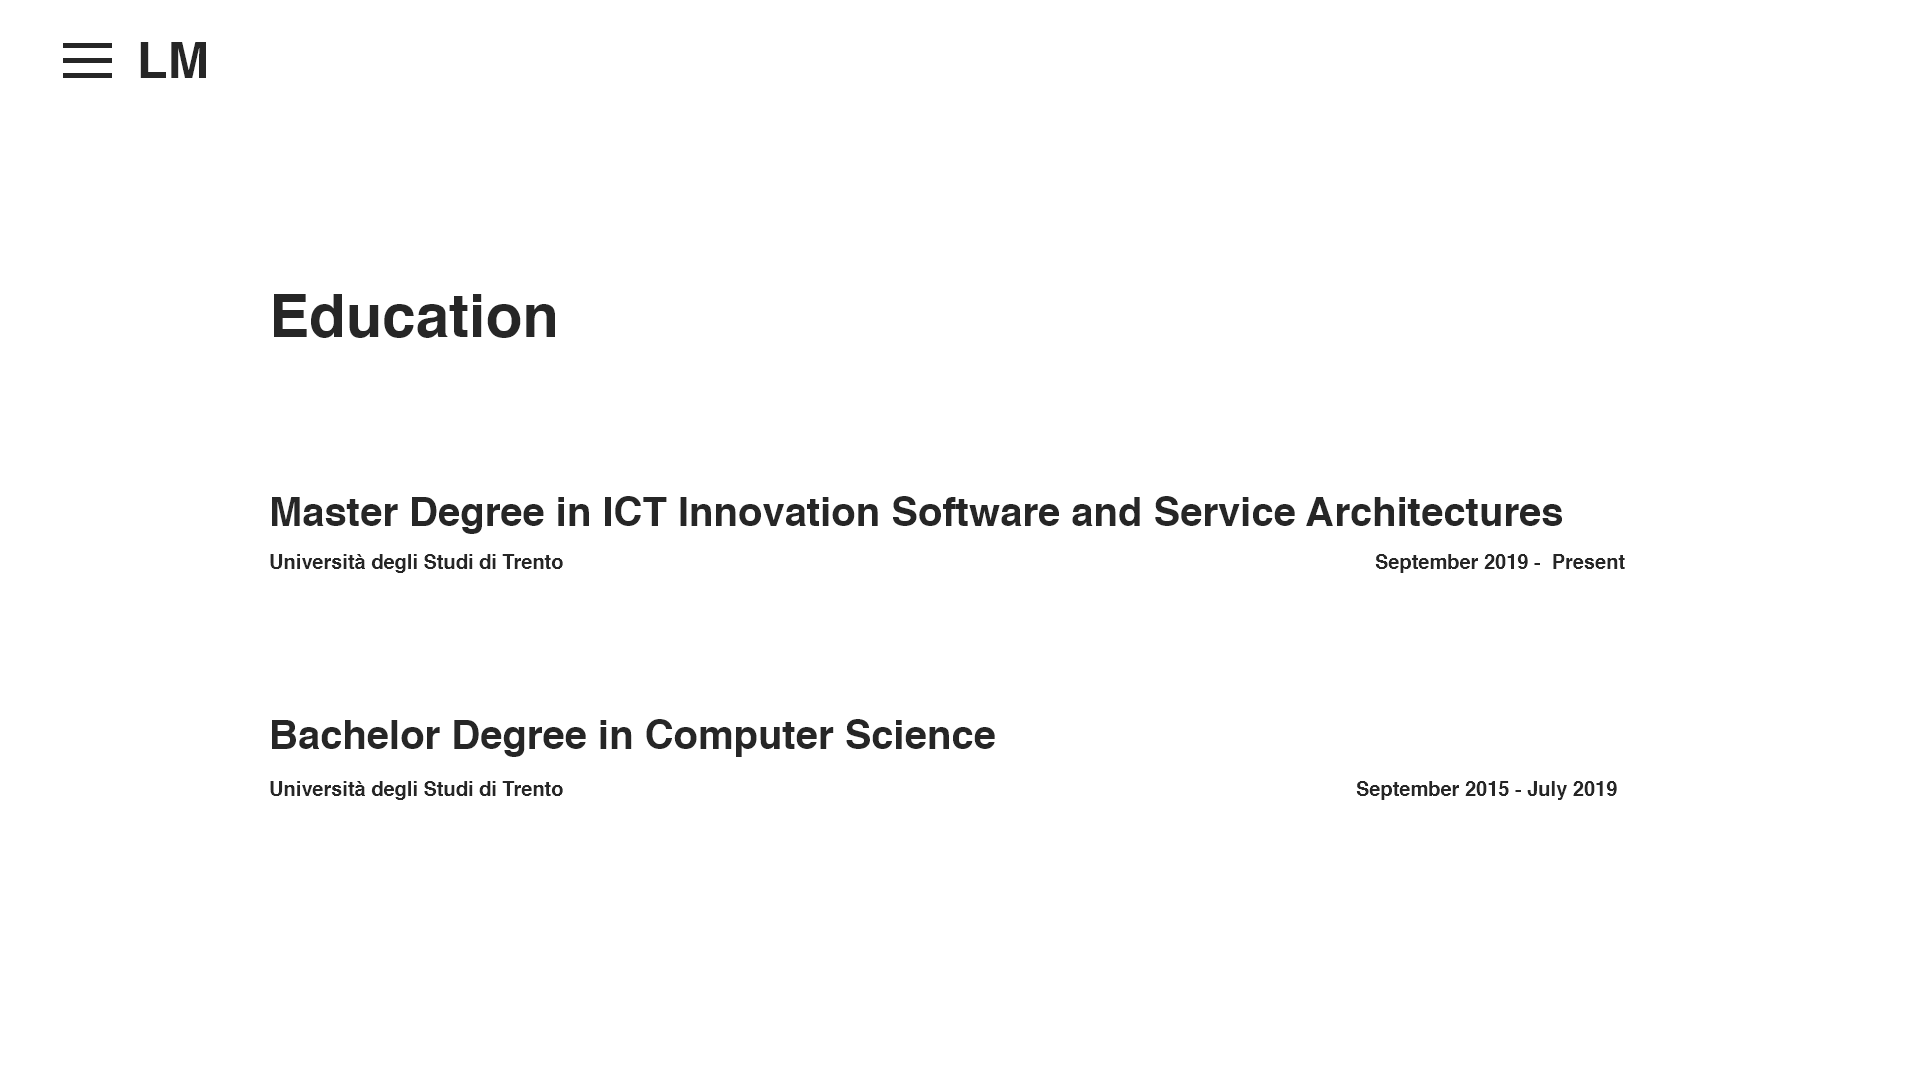 LM
Education
Master Degree in ICT Innovation Software and Service Architectures
Università degli Studi di Trento
September 2019 -  Present
Bachelor Degree in Computer Science
Università degli Studi di Trento
September 2015 - July 2019